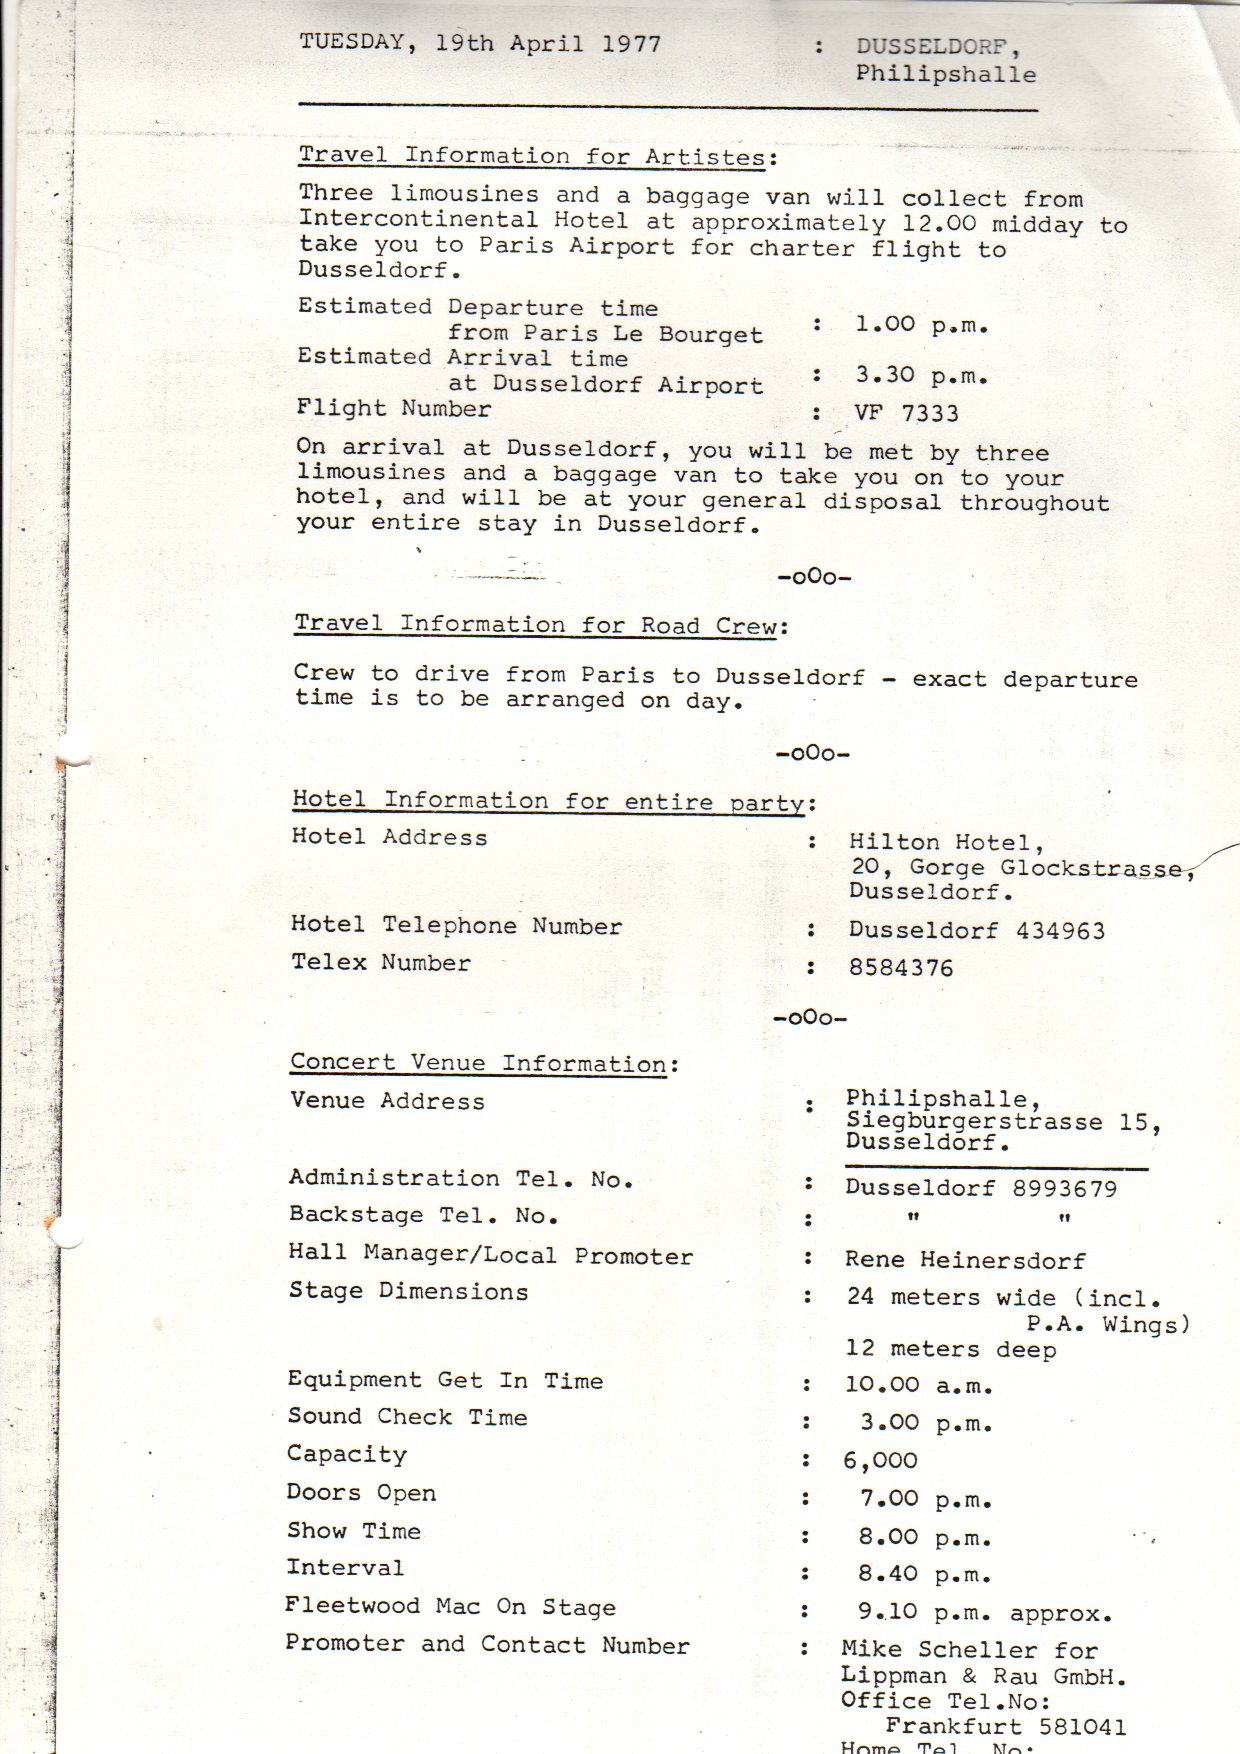 TUESDAY, 19th April 1977 : DUSSELDORF,
Philipshalle
Travel Information for Artistes:
Three limousines and a baggage van will collect from
Intercontinental Hotel at approximately 12.00 midday to
take you to Paris Airport for charter flight to
Dusseldorf.
Estimated Departure time
from Paris Le Bourget : 1.00 p.m.
Estimated Arrival time
at Dusseldorf Airport : 3.30 p.m.
Flight Number : VF 7333
On arrival at Dusseldorf, you will be met by three
limousines and a baggage van to take you on to your
hotel, and will be at your general disposal throughout
your entire stay in Dusseldorf.
-oOo-
Travel Information for Road Crew:
Crew to drive from Paris to Dusseldorf - exact departure
time is to be arranged on day.
-oOo-
Hotel Information for entire party:
Hotel Address : Hilton Hotel,
20, Gorge Glockstrasse,
Dusseldorf.
Hotel Telephone Number : Dusseldorf 434963
Telex Number : 8584376
-oOo-
Concert Venue Information:
Venue Address : Philipshalle,
Siegburgerstrasse 15,
Dusseldorf.
Administration Tel. No. : Dusseldorf 8993679
Backstage Tel. No. : " "
Hall Manager/Local Promoter : Rene Heinersdorf
Stage Dimensions : 24 meters wide (incl.
P.A. Wings)
12 meters deep
Equipment Get In Time : 10.00 a.m.
Sound Check Time : 3.00 p.m.
Capacity : 6,000
Doors Open : 7.00 p.m.
Show Time : 8.00 p.m.
Interval : 8.40 p.m.
Fleetwood Mac On Stage : 9.10 p.m. approx.
Promoter and Contact Number : Mike Scheller for
Lippman & Rau GmbH.
Office Tel.No:
Frankfurt 581041
Home Tel. No: